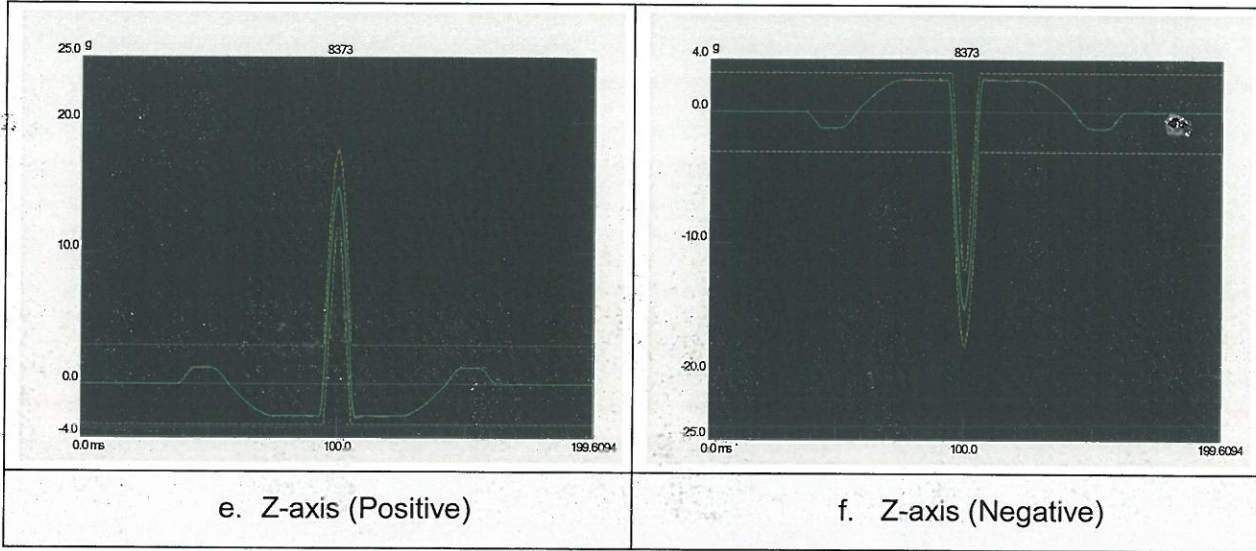 25.0 g
8373
20.0
10.0
0.0
-4.0
0.0 ms
100.0
199.6094
e. Z-axis (Positive)
4.0 g
8373
0.0
-10.0
-20.0
25.0
0.0 ms
100.0
199.6094
f. Z-axis (Negative)